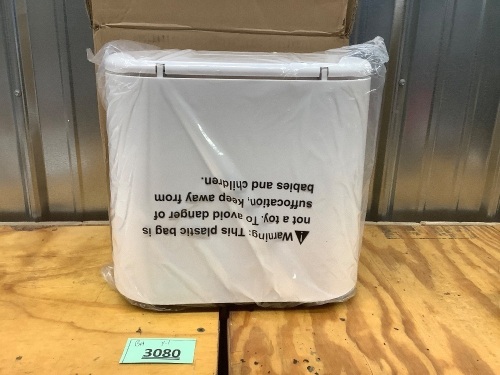 ⚠Warning: This plastic bag is
not a toy. To avoid danger of
suffocation, keep away from
babies and children.
3080